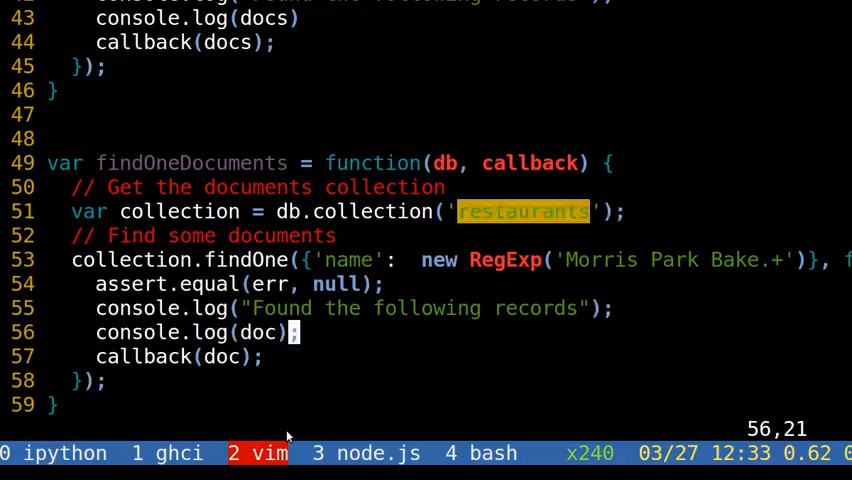 43     console.log(docs)
44     callback(docs);
45   });
46 }
47
48
49 var findOneDocuments = function(db, callback) {
50   // Get the documents collection
51   var collection = db.collection('restaurants');
52   // Find some documents
53   collection.findOne({'name':  new RegExp('Morris Park Bake.+')}, f
54     assert.equal(err, null);
55     console.log("Found the following records");
56     console.log(doc);
57     callback(doc);
58   });
59 }
56,21
0 ipython  1 ghci  2 vim  3 node.js  4 bash  x240  03/27 12:33 0.62